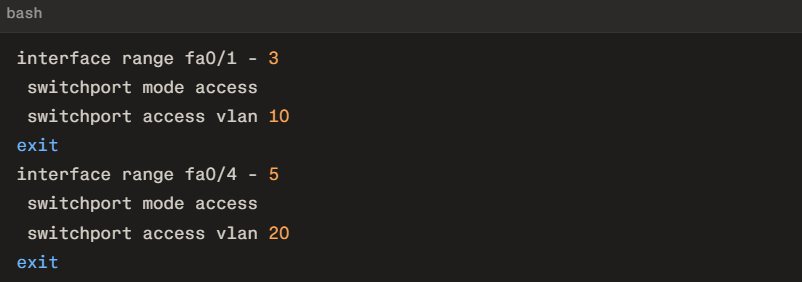 bash
interface range fa0/1 - 3
 switchport mode access
 switchport access vlan 10
exit
interface range fa0/4 - 5
 switchport mode access
 switchport access vlan 20
exit